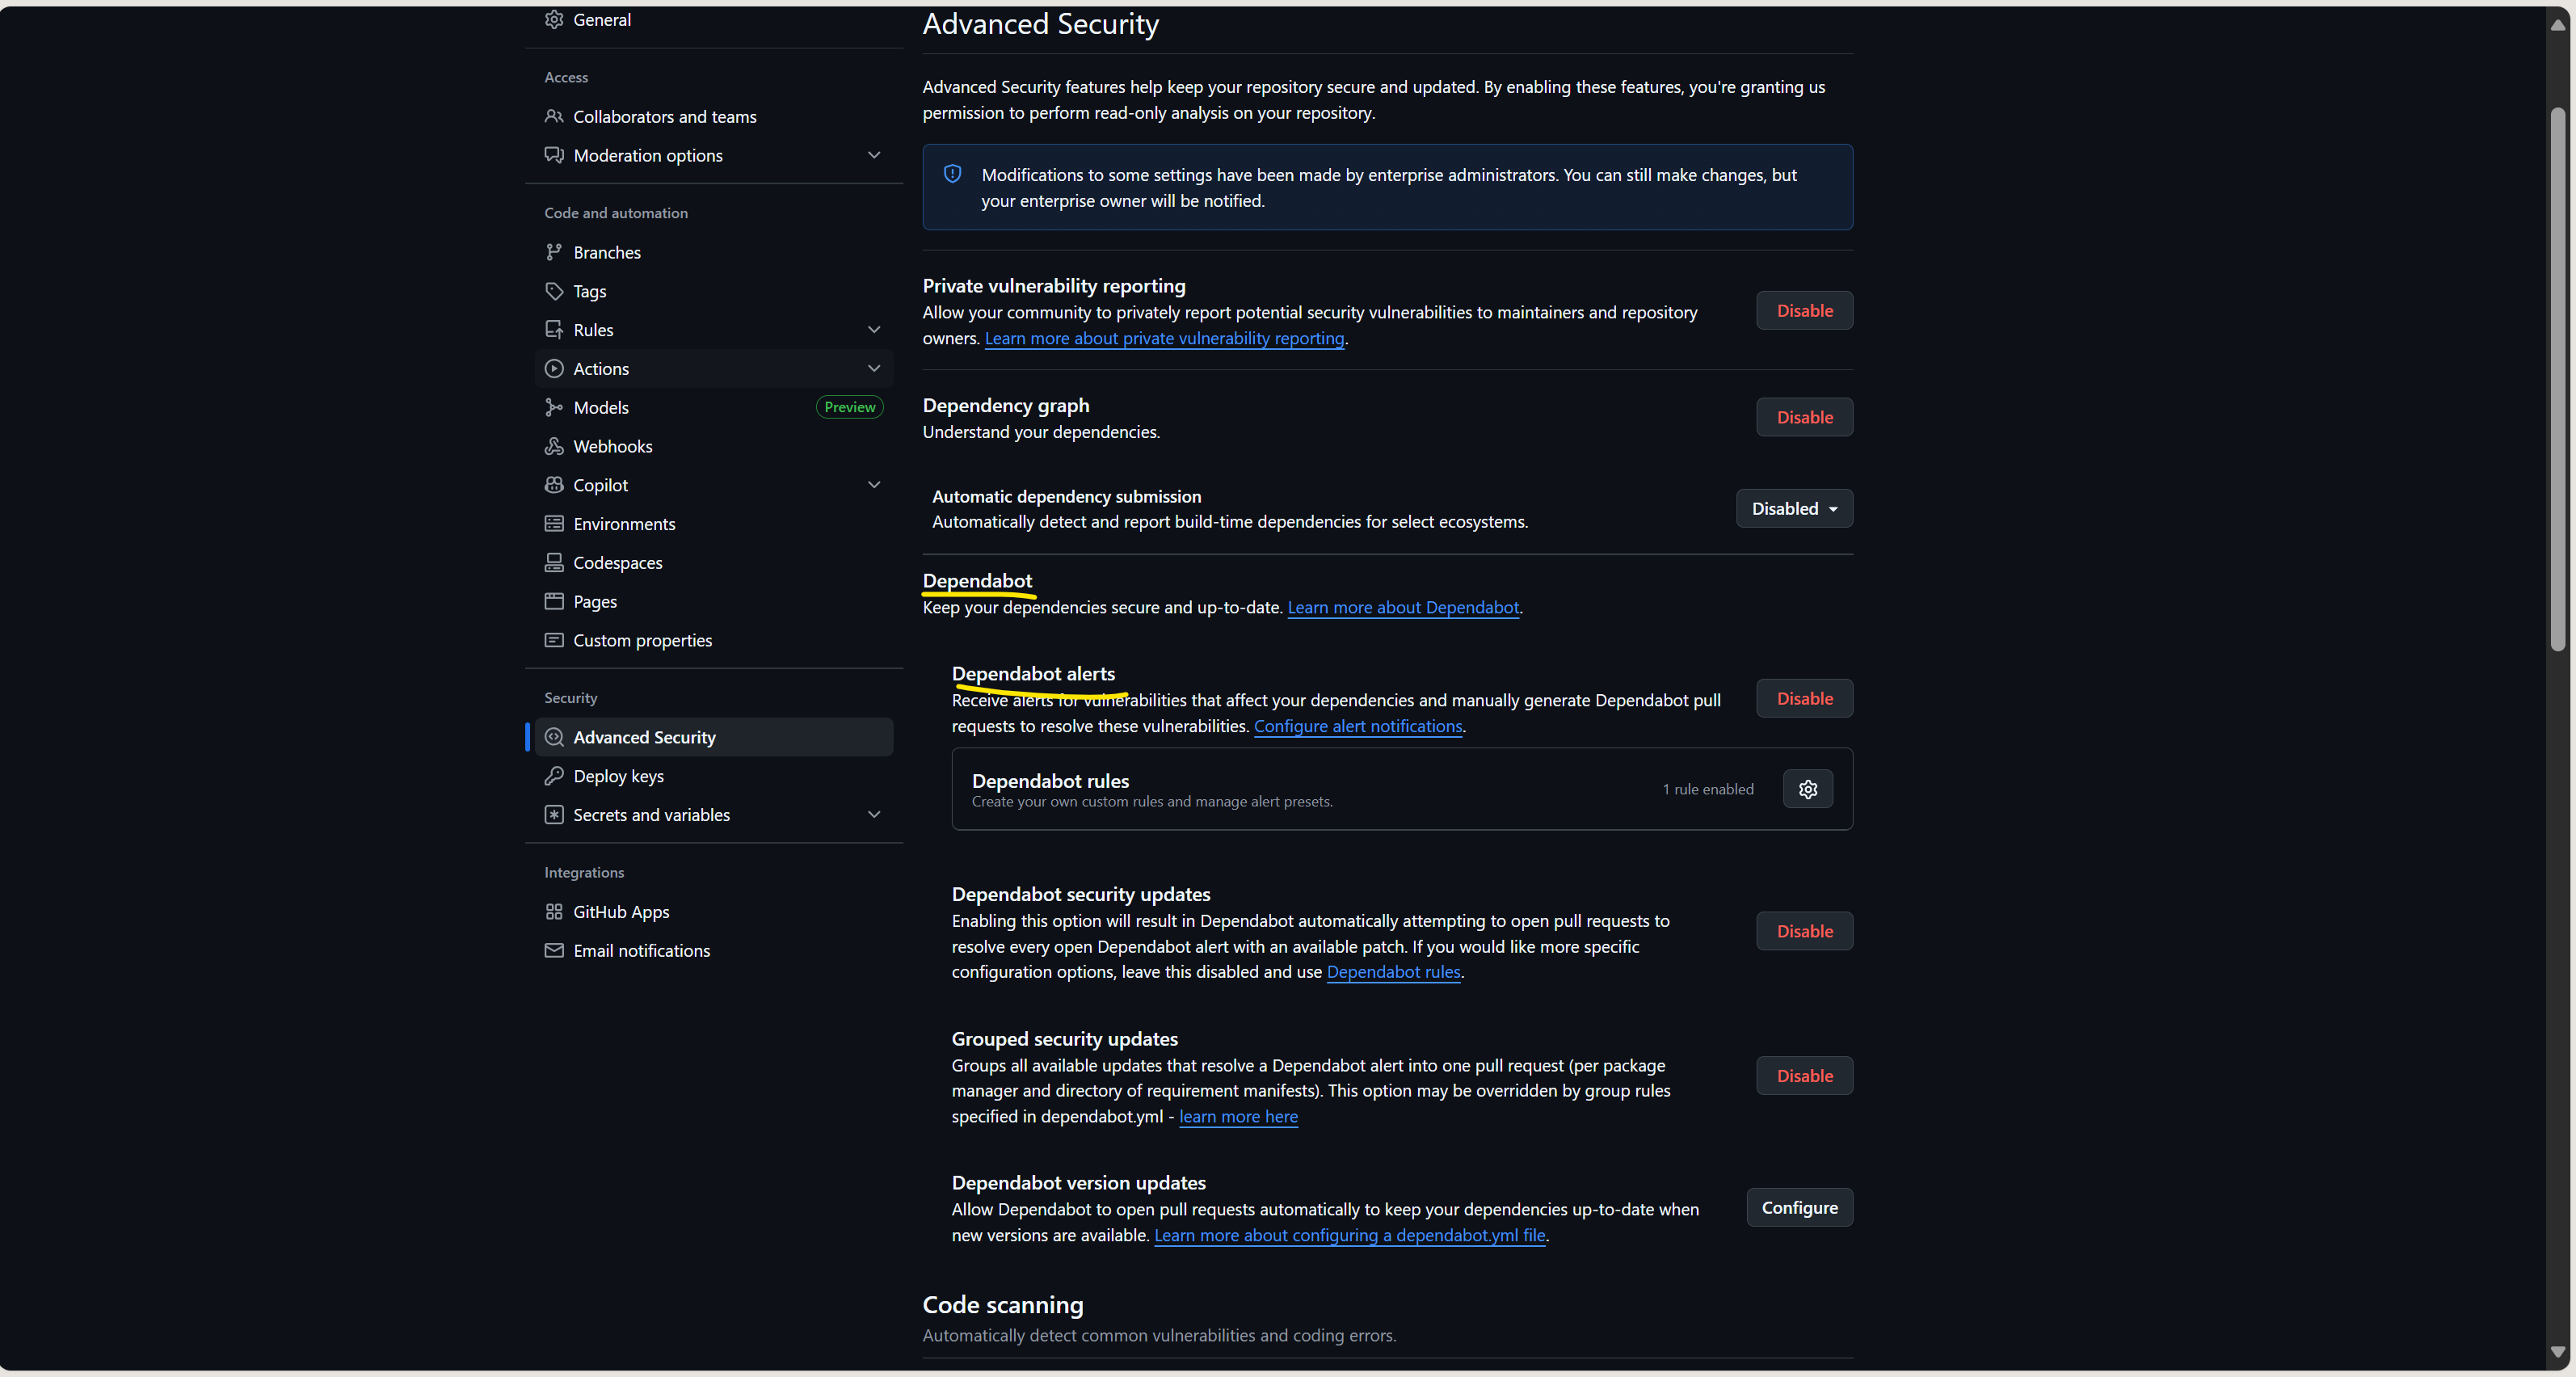 General
Access
Collaborators and teams
Moderation options
Code and automation
Branches
Tags
Rules
Actions
Models Preview
Webhooks
Copilot
Environments
Codespaces
Pages
Custom properties
Security
Advanced Security
Deploy keys
Secrets and variables
Integrations
GitHub Apps
Email notifications
Advanced Security
Advanced Security features help keep your repository secure and updated. By enabling these features, you're granting us
permission to perform read-only analysis on your repository.
Modifications to some settings have been made by enterprise administrators. You can still make changes, but
your enterprise owner will be notified.
Private vulnerability reporting
Allow your community to privately report potential security vulnerabilities to maintainers and repository
owners. Learn more about private vulnerability reporting.
Disable
Dependency graph
Understand your dependencies.
Disable
Automatic dependency submission
Automatically detect and report build-time dependencies for select ecosystems.
Disabled
Dependabot
Keep your dependencies secure and up-to-date. Learn more about Dependabot.
Dependabot alerts
Receive alerts for vulnerabilities that affect your dependencies and manually generate Dependabot pull
requests to resolve these vulnerabilities. Configure alert notifications.
Disable
Dependabot rules
Create your own custom rules and manage alert presets.
1 rule enabled
Dependabot security updates
Enabling this option will result in Dependabot automatically attempting to open pull requests to
resolve every open Dependabot alert with an available patch. If you would like more specific
configuration options, leave this disabled and use Dependabot rules.
Disable
Grouped security updates
Groups all available updates that resolve a Dependabot alert into one pull request (per package
manager and directory of requirement manifests). This option may be overridden by group rules
specified in dependabot.yml - learn more here
Disable
Dependabot version updates
Allow Dependabot to open pull requests automatically to keep your dependencies up-to-date when
new versions are available. Learn more about configuring a dependabot.yml file.
Configure
Code scanning
Automatically detect common vulnerabilities and coding errors.